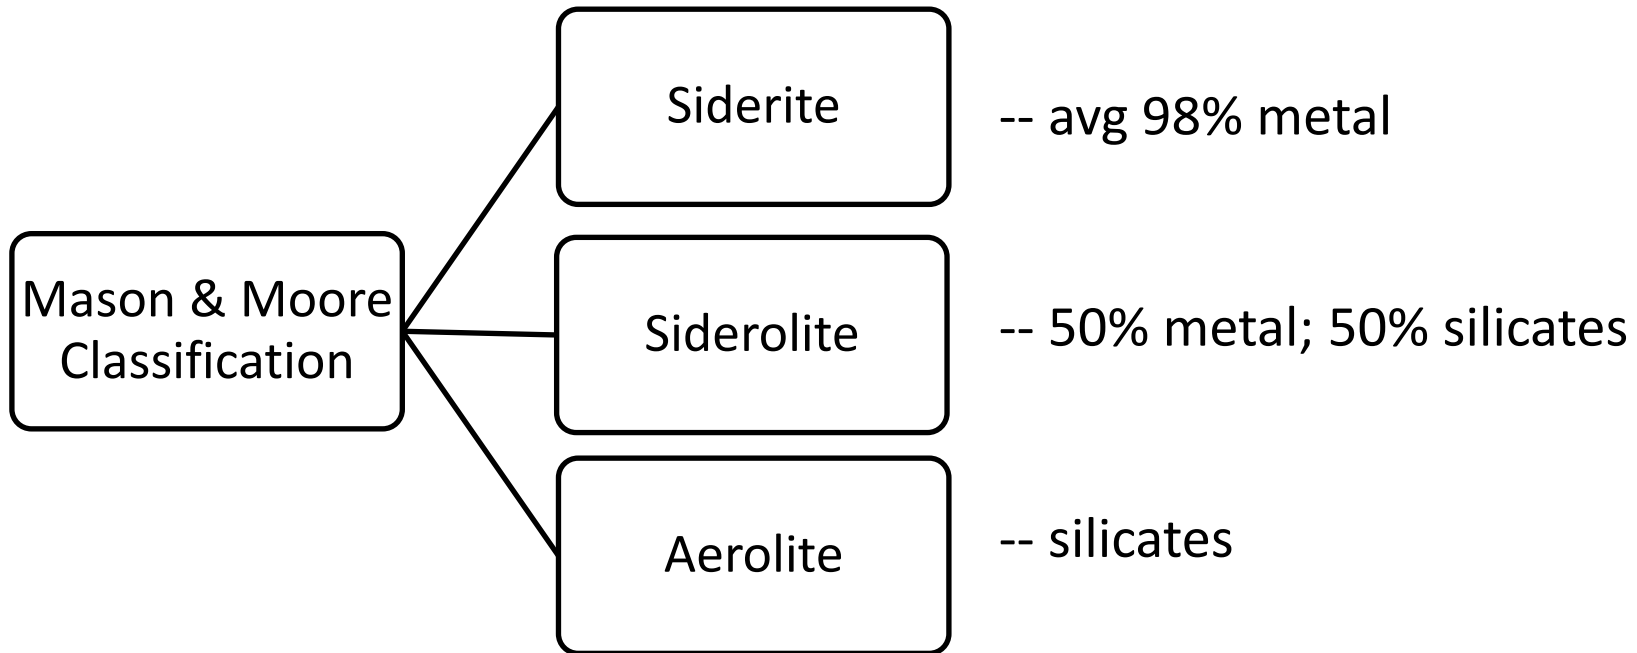 Siderite
-- avg 98% metal
Mason & Moore
Classification
Siderolite
-- 50% metal; 50% silicates
Aerolite
-- silicates